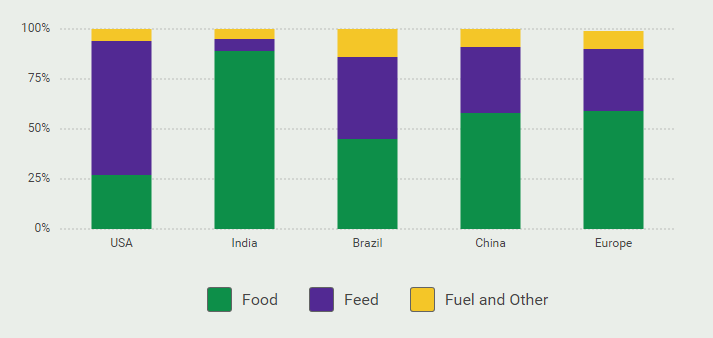 100%
75%
50%
25%
0%
USA India Brazil China Europe
Food Feed Fuel and Other